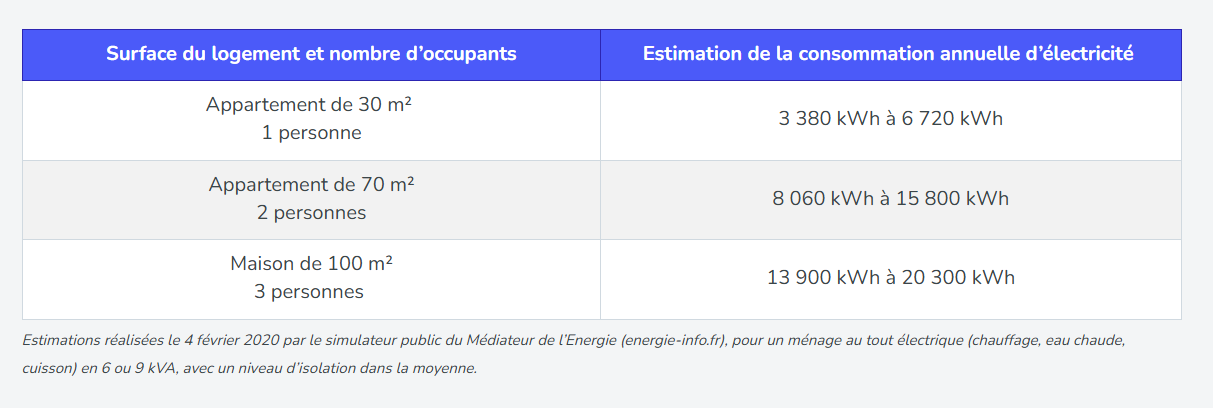 Surface du logement et nombre d’occupants
Estimation de la consommation annuelle d’électricité
Appartement de 30 m²
1 personne
3 380 kWh à 6 720 kWh
Appartement de 70 m²
2 personnes
8 060 kWh à 15 800 kWh
Maison de 100 m²
3 personnes
13 900 kWh à 20 300 kWh
Estimations réalisées le 4 février 2020 par le simulateur public du Médiateur de l’Energie (energie-info.fr), pour un ménage au tout électrique (chauffage, eau chaude,
cuisson) en 6 ou 9 kVA, avec un niveau d’isolation dans la moyenne.